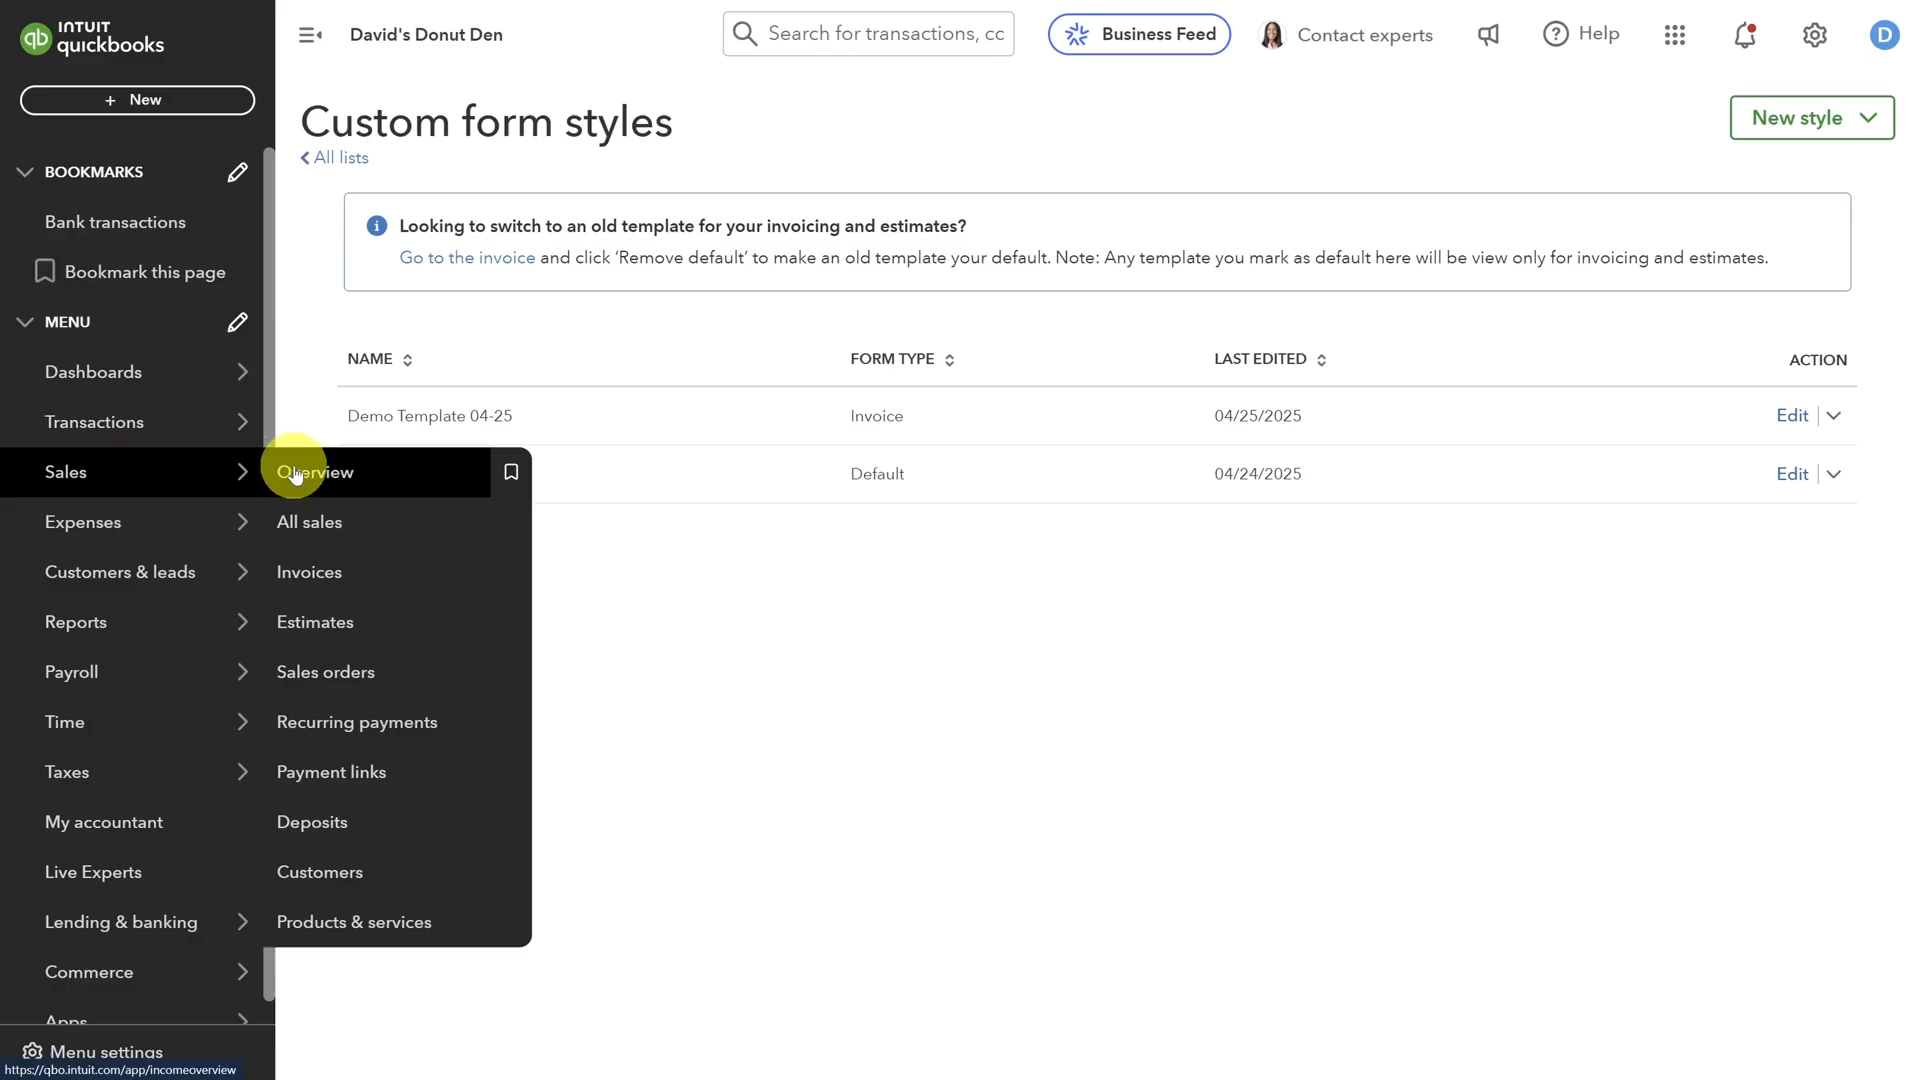 INTUIT
qb quickbooks
David's Donut Den
Search for transactions, cc
Business Feed
Contact experts
Help
D
+ New
Custom form styles
New style
All lists
BOOKMARKS
Bank transactions
Bookmark this page
Looking to switch to an old template for your invoicing and estimates?
Go to the invoice and click ‘Remove default’ to make an old template your default. Note: Any template you mark as default here will be view only for invoicing and estimates.
MENU
NAME FORM TYPE LAST EDITED ACTION
Demo Template 04-25 Invoice 04/25/2025 Edit
Default 04/24/2025 Edit
Dashboards
Transactions
Sales
Expenses
Customers & leads
Reports
Payroll
Time
Taxes
My accountant
Live Experts
Lending & banking
Commerce
Apps
Menu settings
https://qbo.intuit.com/app/incomeoverview
Overview
All sales
Invoices
Estimates
Sales orders
Recurring payments
Payment links
Deposits
Customers
Products & services